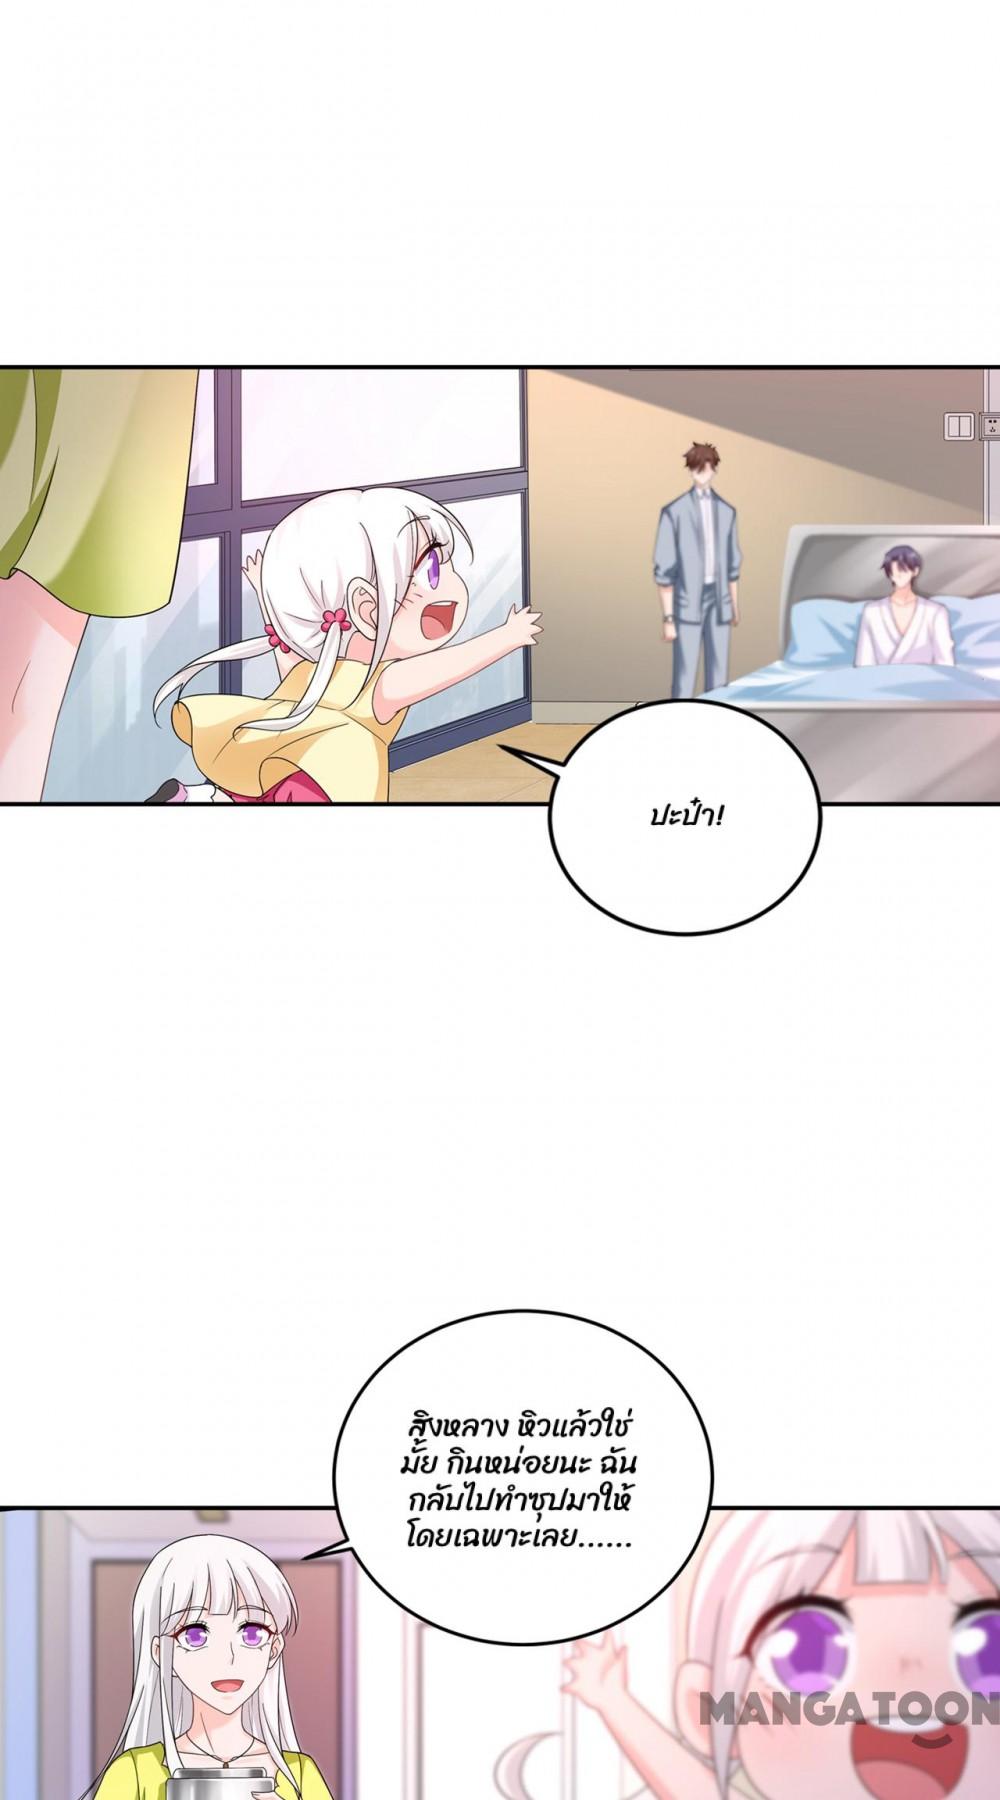 ปะป๋า!
สิงหลาง หิวแล้วใช่
มั้ย กินหน่อยนะ ฉัน
กลับไปทำซุปมาให้
โดยเฉพาะเลย......
MANGATOON